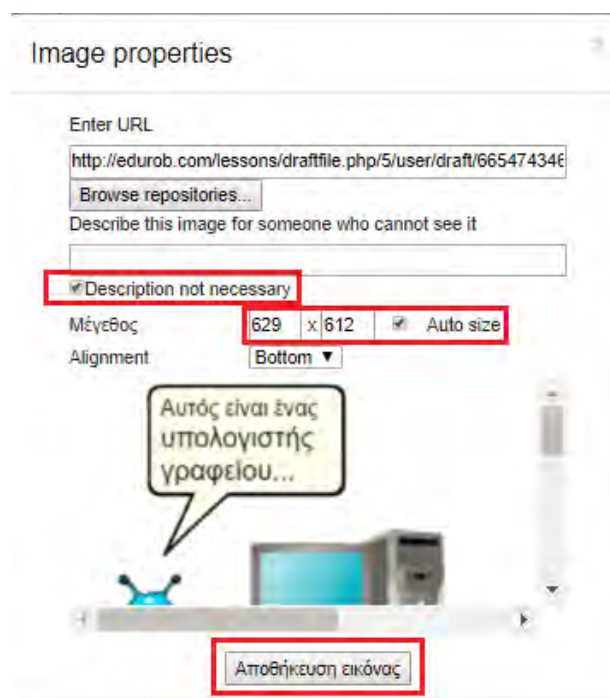 Image properties
Enter URL
http://edurob.com/lessons/draftfile.php/5/user/draft/665474346
Browse repositories...
Describe this image for someone who cannot see it
Description not necessary
Μέγεθος 629 x 612 Auto size
Alignment Bottom
Αυτός είναι ένας
υπολογιστής
γραφείου...
Αποθήκευση εικόνας